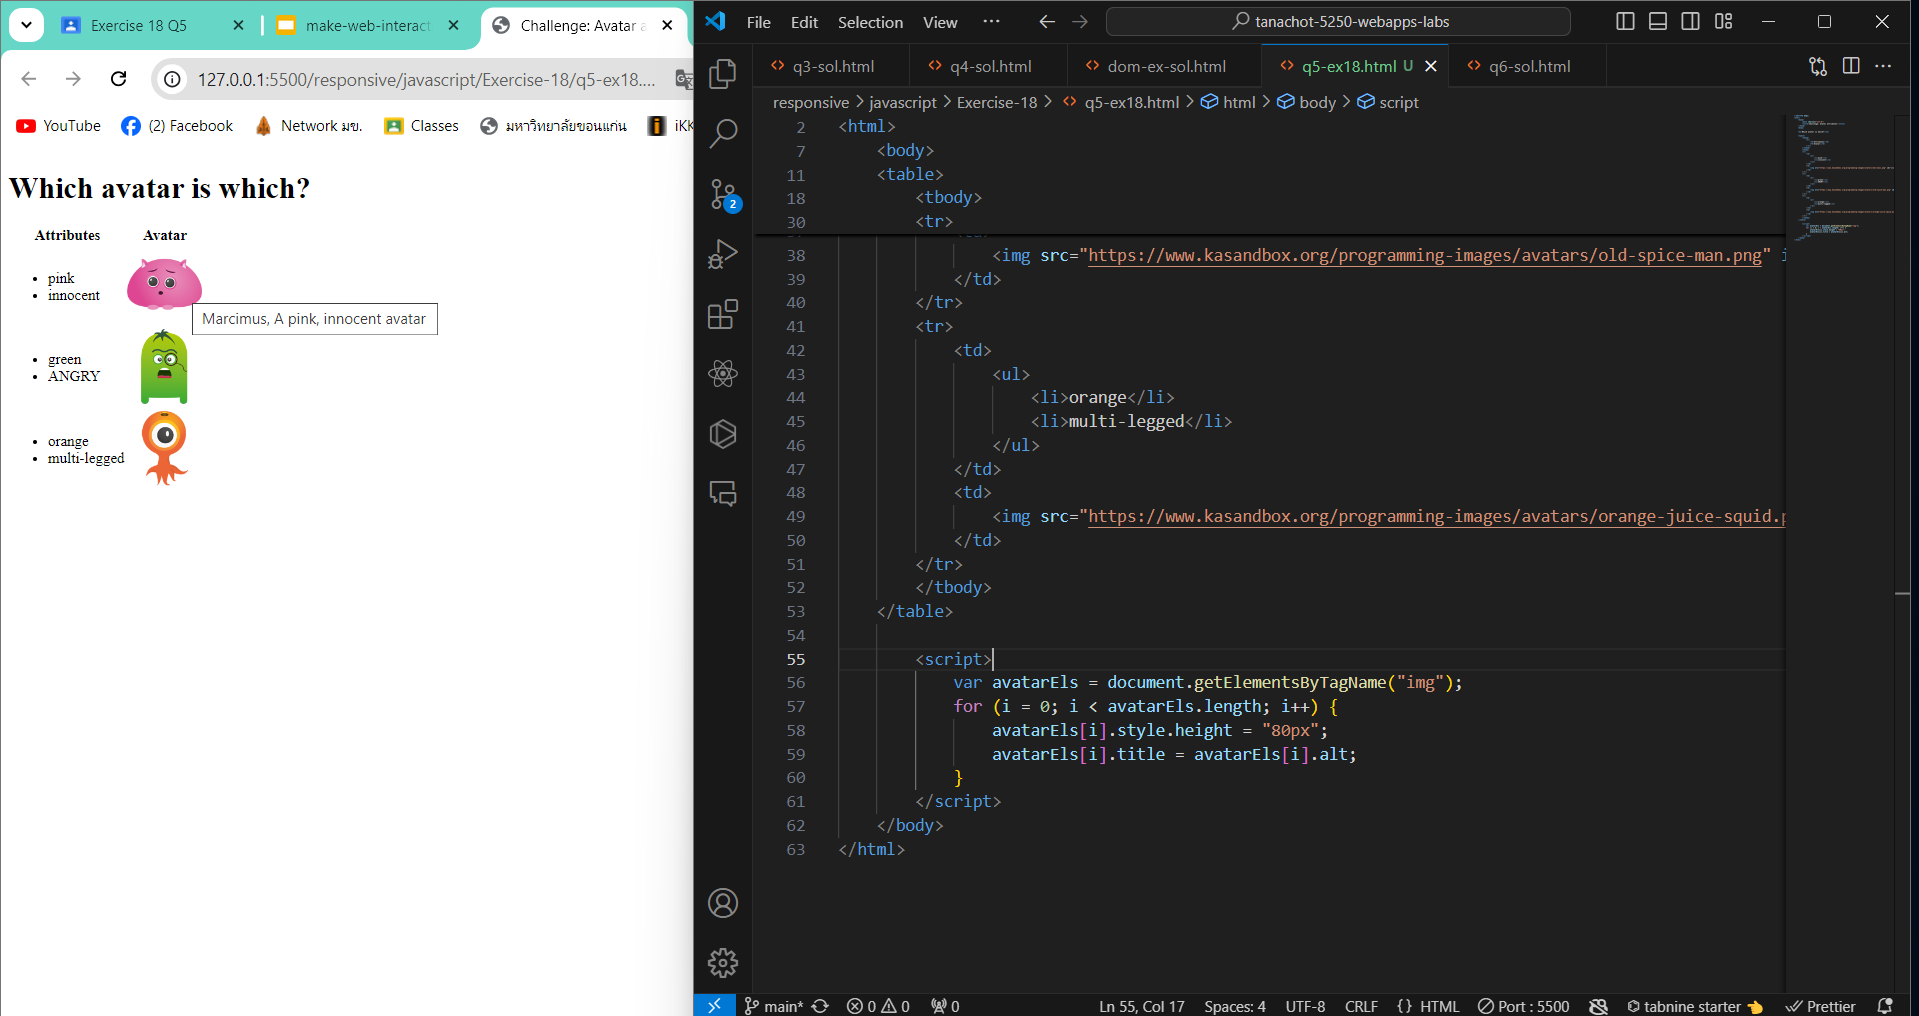 Exercise 18 Q5
make-web-interact
Challenge: Avatar a
127.0.0.1:5500/responsive/javascript/Exercise-18/q5-ex18....
YouTube
(2) Facebook
Network มข.
Classes
มหาวิทยาลัยขอนแก่น
iKK
Which avatar is which?
Attributes Avatar
pink
innocent
Marcimus, A pink, innocent avatar
green
ANGRY
orange
multi-legged
File Edit Selection View ···
tanachot-5250-webapps-labs
q3-sol.html
q4-sol.html
dom-ex-sol.html
q5-ex18.html U
q6-sol.html
responsive > javascript > Exercise-18 > q5-ex18.html > html > body > script
2 <html>
7 <body>
11 <table>
18 <tbody>
30 <tr>
38 <img src="https://www.kasandbox.org/programming-images/avatars/old-spice-man.png" i
39 </td>
40 </tr>
41 <tr>
42 <td>
43 <ul>
44 <li>orange</li>
45 <li>multi-legged</li>
46 </ul>
47 </td>
48 <td>
49 <img src="https://www.kasandbox.org/programming-images/avatars/orange-juice-squid.p
50 </td>
51 </tr>
52 </tbody>
53 </table>
54
55 <script>
56 var avatarEls = document.getElementsByTagName("img");
57 for (i = 0; i < avatarEls.length; i++) {
58 avatarEls[i].style.height = "80px";
59 avatarEls[i].title = avatarEls[i].alt;
60 }
61 </script>
62 </body>
63 </html>
2
main* 0 0 0 Ln 55, Col 17 Spaces: 4 UTF-8 CRLF {} HTML Port : 5500 tabnine starter Prettier